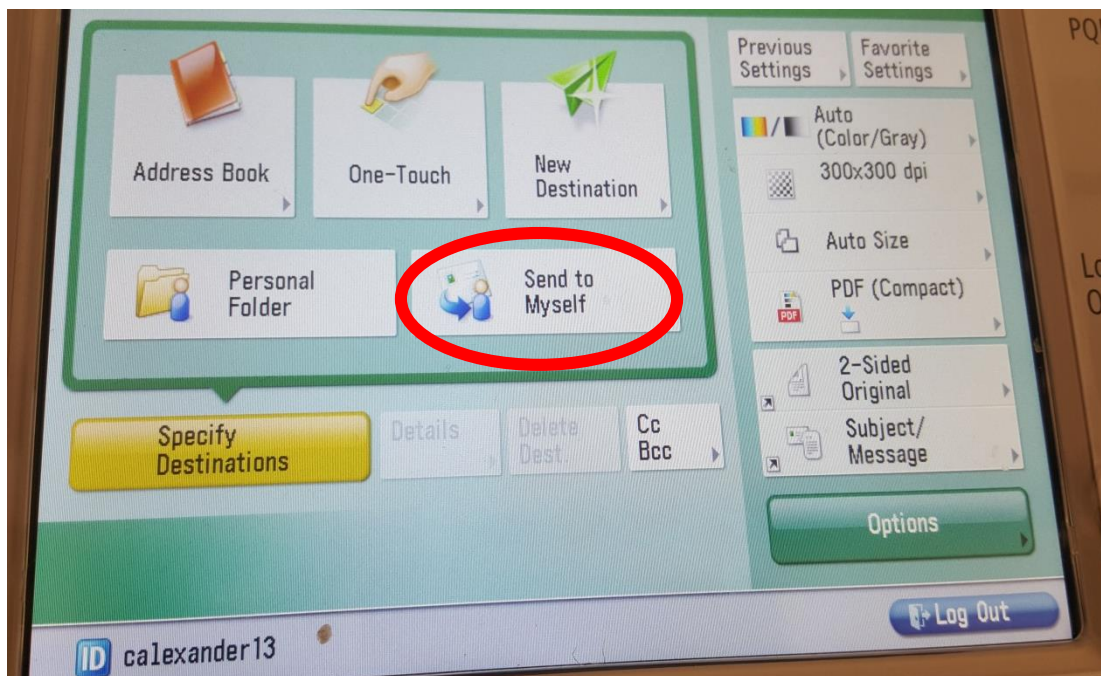 Previous
Settings
Favorite
Settings
Address Book
One-Touch
New
Destination
Personal
Folder
Send to
Myself
Auto
(Color/Gray)
300x300 dpi
Auto Size
PDF (Compact)
PDF
2-Sided
Original
Subject/
Message
Specify
Destinations
Details
Delete
Dest.
Cc
Bcc
Options
Log Out
ID calexander13